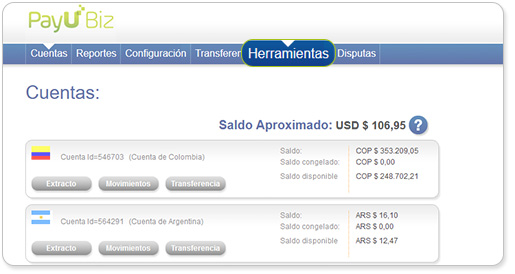 PayU Biz
Cuentas Reportes Configuración Transferen Herramientas Disputas
Cuentas:
Saldo Aproximado: USD $ 106,95 ?
Cuenta Id=546703 (Cuenta de Colombia)
Saldo: COP $ 353.209,05
Saldo congelado: COP $ 0,00
Saldo disponible COP $ 248.702,21
Extracto Movimientos Transferencia
Cuenta Id=564291 (Cuenta de Argentina)
Saldo: ARS $ 16,10
Saldo congelado: ARS $ 0,00
Saldo disponible ARS $ 12,47
Extracto Movimientos Transferencia